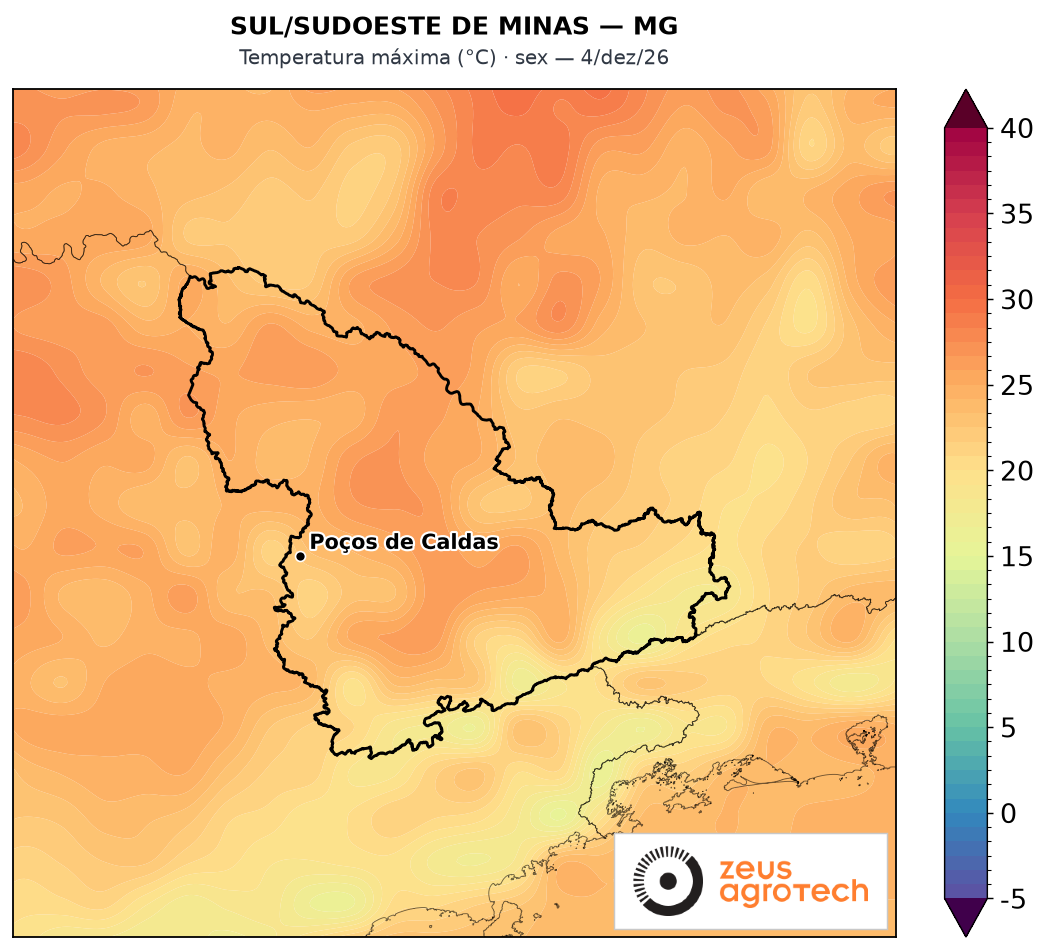 SUL/SUDOESTE DE MINAS — MG
Temperatura máxima (°C) · sex — 4/dez/26
40
35
30
25
20
15
10
5
0
-5
Poços de Caldas
zeus
agrotech